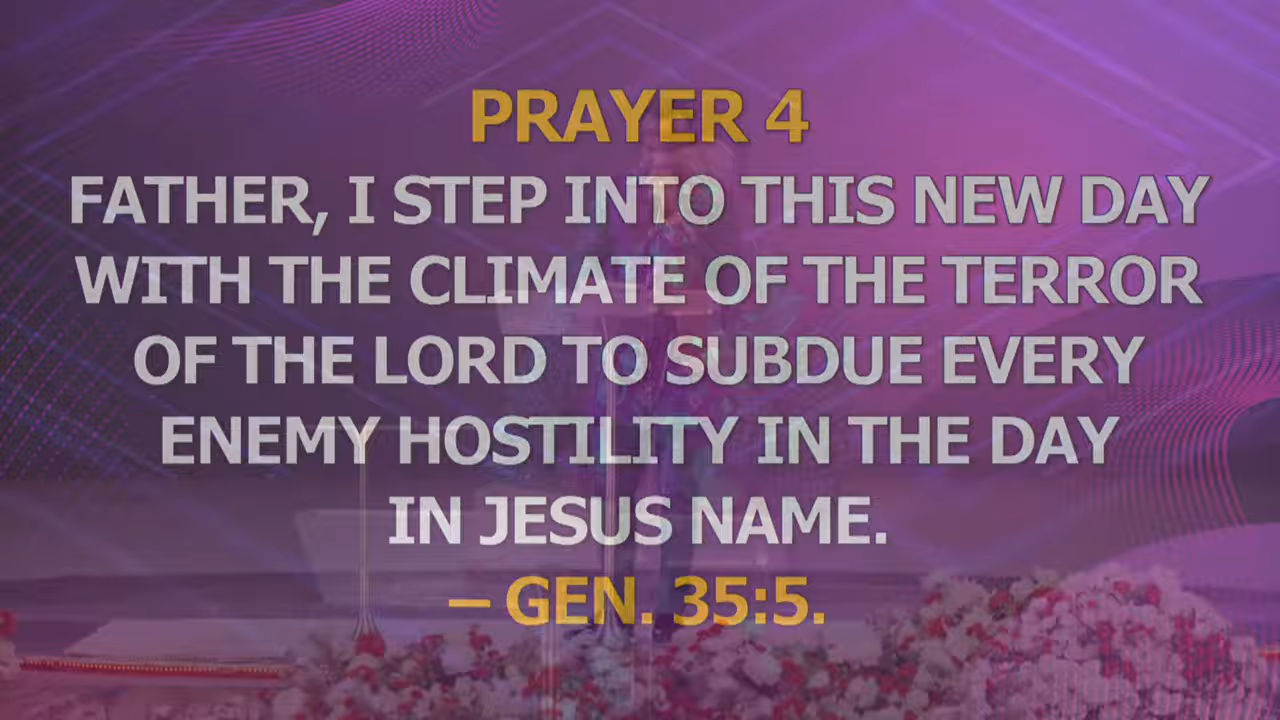 PRAYER 4
FATHER, I STEP INTO THIS NEW DAY
WITH THE CLIMATE OF THE TERROR
OF THE LORD TO SUBDUE EVERY
ENEMY HOSTILITY IN THE DAY
IN JESUS NAME.
– GEN. 35:5.